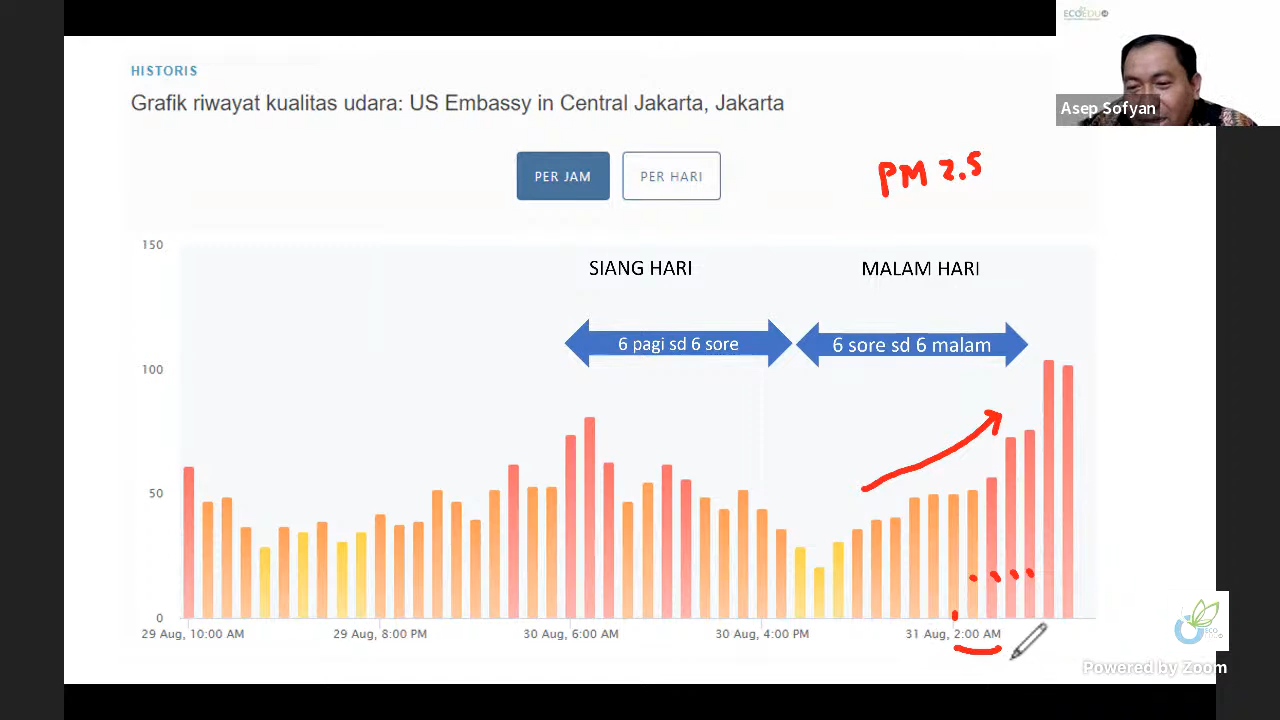 ECOEDU
Asep Sofyan
HISTORIS
Grafik riwayat kualitas udara: US Embassy in Central Jakarta, Jakarta
PER JAM
PER HARI
PM 2.5
150
SIANG HARI
MALAM HARI
6 pagi sd 6 sore
6 sore sd 6 malam
100
50
0
29 Aug, 10:00 AM
29 Aug, 8:00 PM
30 Aug, 6:00 AM
30 Aug, 4:00 PM
31 Aug, 2:00 AM
ECO
Powered by Zoom